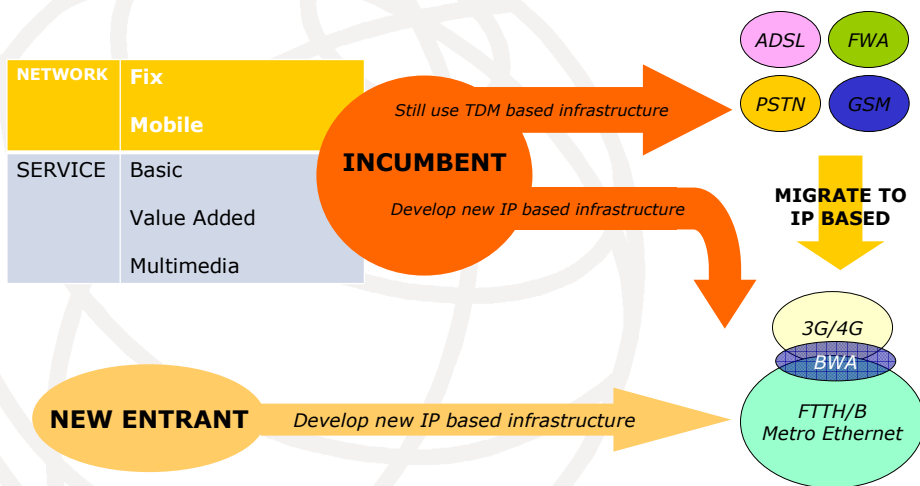 NETWORK
Fix
Mobile
SERVICE
Basic
Value Added
Multimedia
INCUMBENT
Still use TDM based infrastructure
Develop new IP based infrastructure
ADSL
FWA
PSTN
GSM
MIGRATE TO
IP BASED
3G/4G
BWA
FTTH/B
Metro Ethernet
NEW ENTRANT
Develop new IP based infrastructure